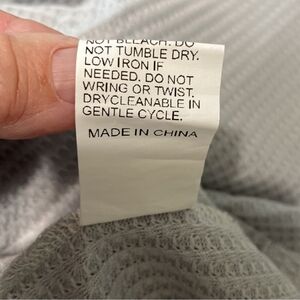 NOT BLEACH. DO
NOT TUMBLE DRY.
LOW IRON IF
NEEDED. DO NOT
WRING OR TWIST.
DRYCLEANABLE IN
GENTLE CYCLE.
MADE IN CHINA